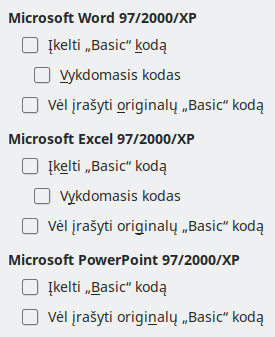 Microsoft Word 97/2000/XP
Įkelti „Basic“ kodą
Vykdomasis kodas
Vėl įrašyti originalų „Basic“ kodą
Microsoft Excel 97/2000/XP
Įkelti „Basic“ kodą
Vykdomasis kodas
Vėl įrašyti originalų „Basic“ kodą
Microsoft PowerPoint 97/2000/XP
Įkelti „Basic“ kodą
Vėl įrašyti originalų „Basic“ kodą